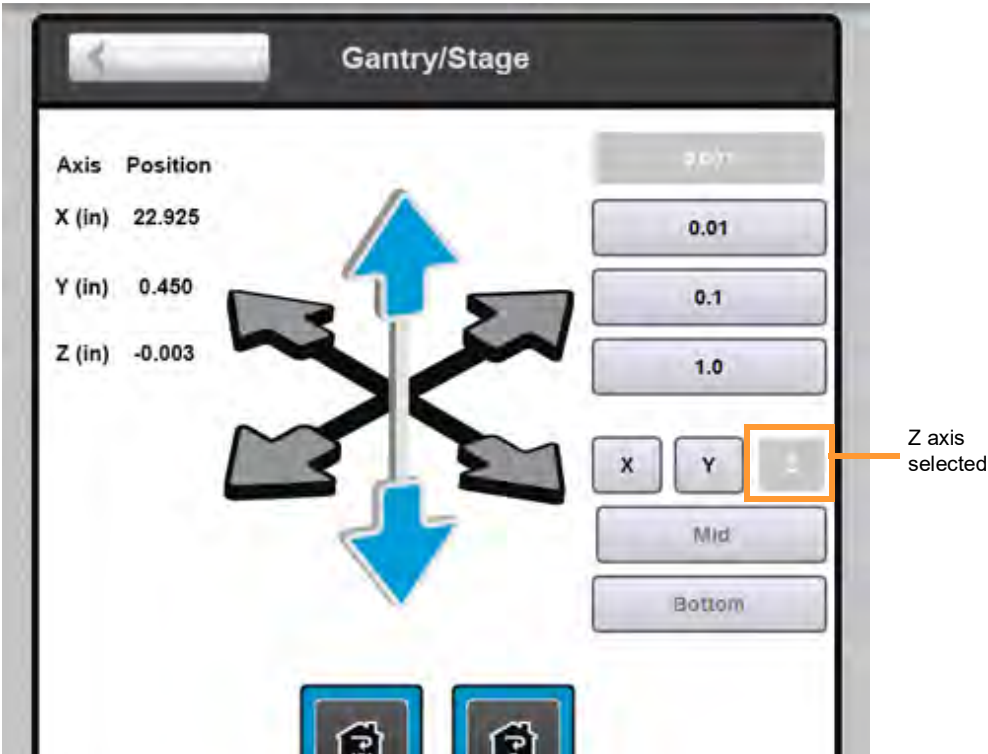 Gantry/Stage
Axis Position
X (in) 22.925
0.01
Y (in) 0.450
0.1
Z (in) -0.003
1.0
Z axis
selected
X Y
Mid
Bottom